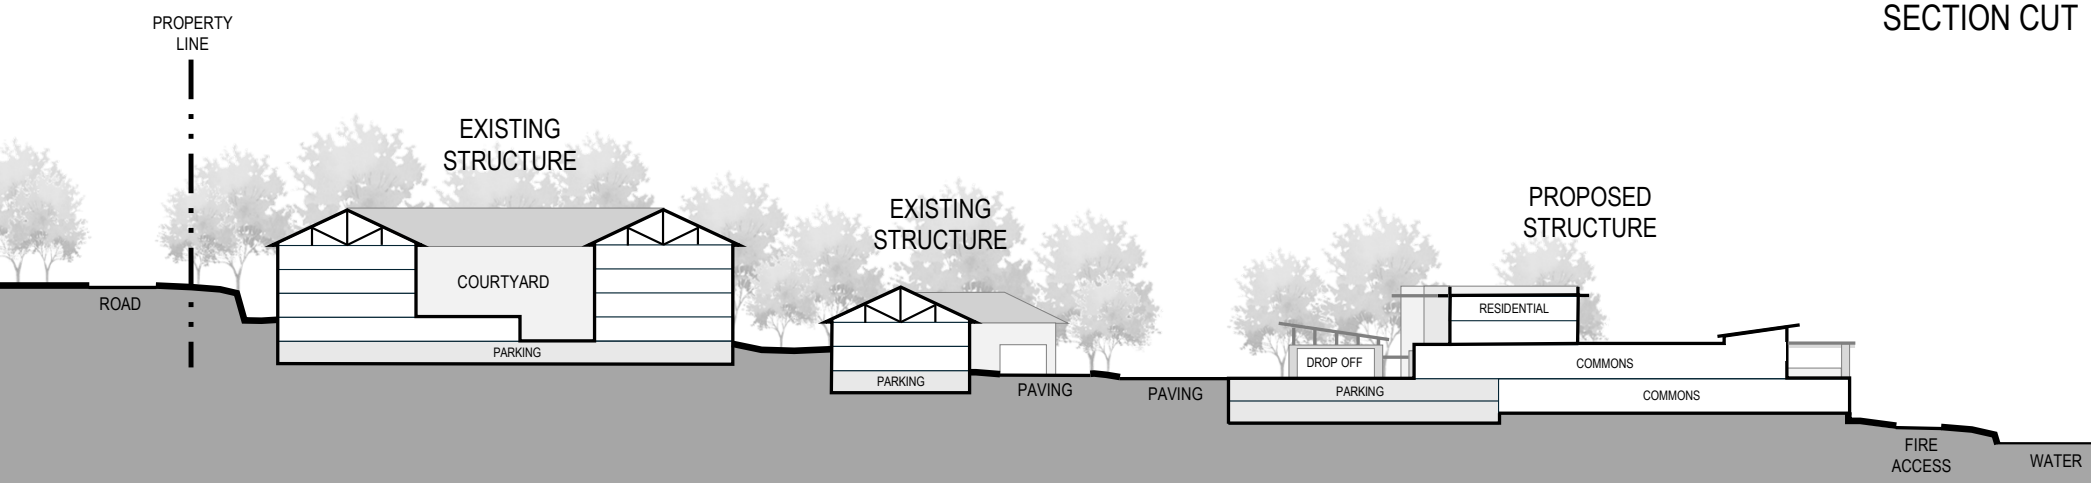 SECTION CUT
PROPERTY
LINE
EXISTING
STRUCTURE
EXISTING
STRUCTURE
PROPOSED
STRUCTURE
COURTYARD
ROAD
RESIDENTIAL
PARKING
DROP OFF
COMMONS
PARKING
PAVING
PAVING
PARKING
COMMONS
FIRE
ACCESS
WATER